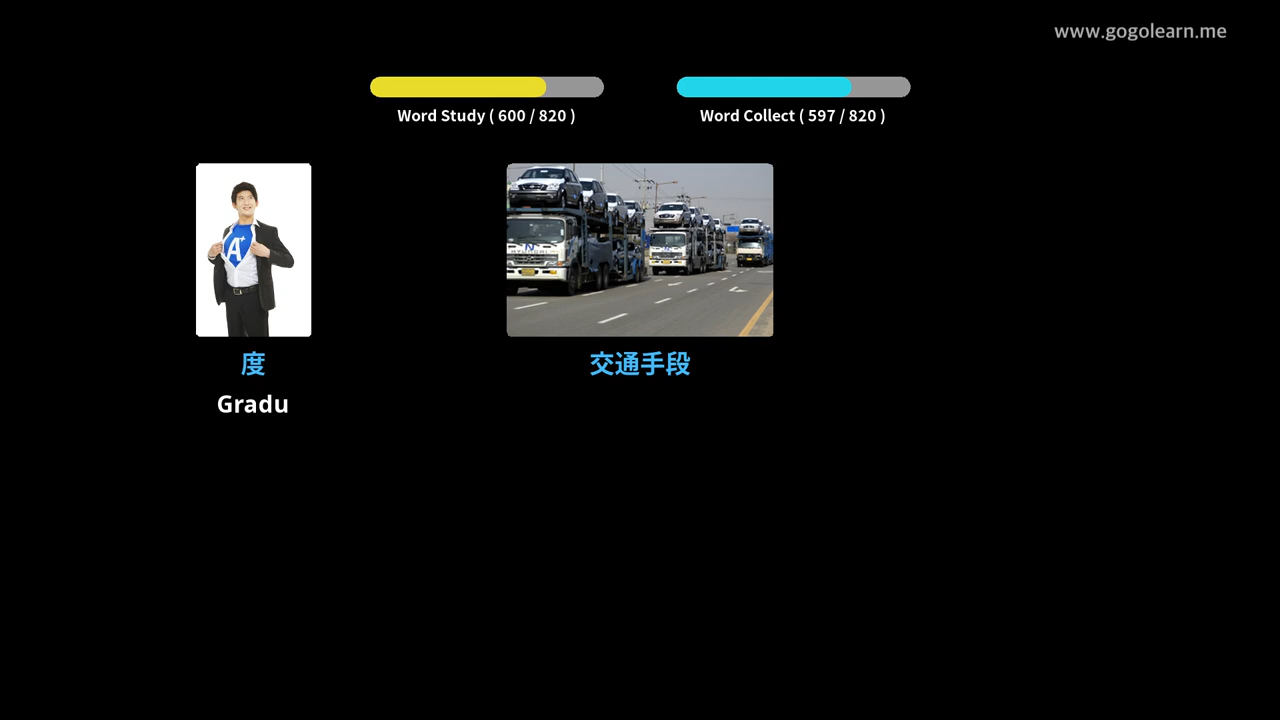 www.gogolearn.me
Word Study ( 600 / 820 )
Word Collect ( 597 / 820 )
A+
度
交通手段
Gradu